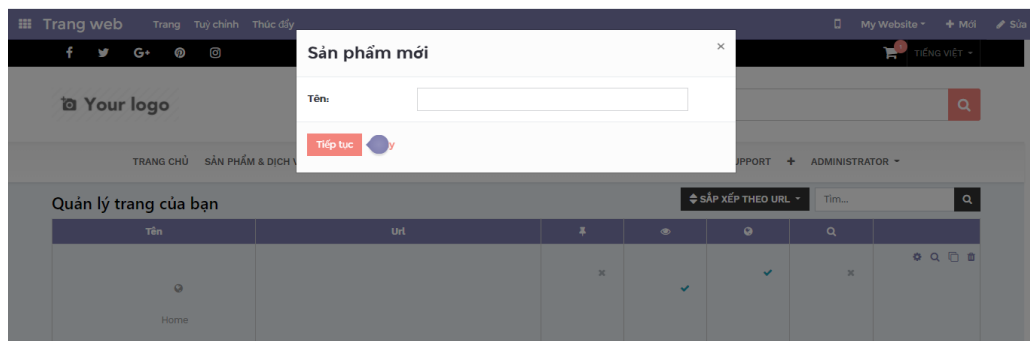 Trang web Trang Tuỳ chỉnh Thúc đẩy My Website + Mới Sửa
f G+ 1 TIẾNG VIỆT
Sản phẩm mới ×
Your logo
Tên:
Tiếp tục
TRANG CHỦ SẢN PHẨM & DỊCH + ADMINISTRATOR
Quản lý trang của bạn SẮP XẾP THEO URL Tìm...
Tên Url
Home